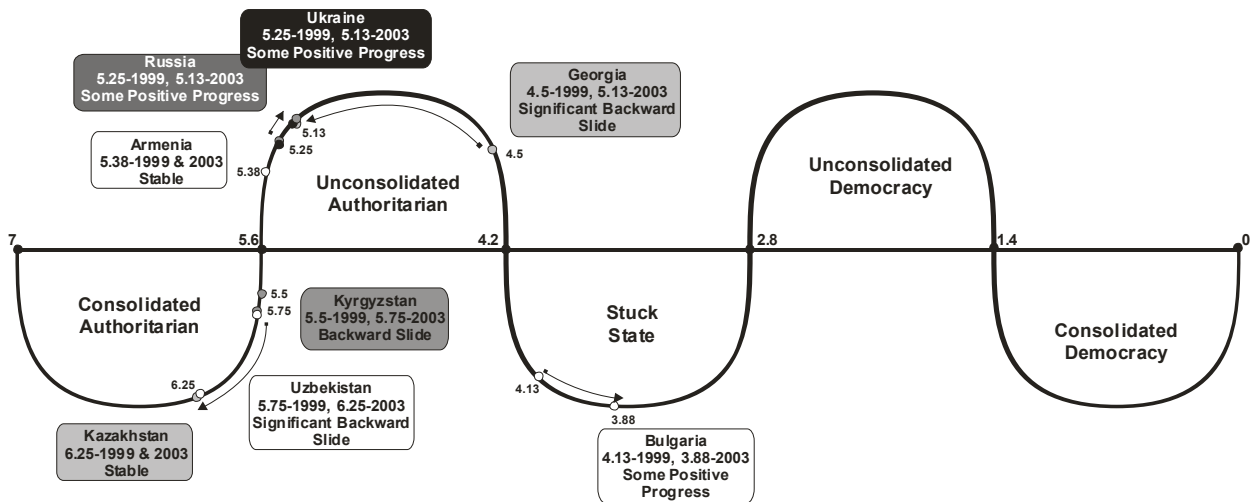 Ukraine
5.25-1999, 5.13-2003
Some Positive Progress
Russia
5.25-1999, 5.13-2003
Some Positive Progress
Georgia
4.5-1999, 5.13-2003
Significant Backward
Slide
Armenia
5.38-1999 & 2003
Stable
5.13
5.25
5.38
4.5
Unconsolidated
Authoritarian
Unconsolidated
Democracy
7
5.6
4.2
2.8
1.4
0
Consolidated
Authoritarian
5.5
5.75
Kyrgyzstan
5.5-1999, 5.75-2003
Backward Slide
Stuck
State
Consolidated
Democracy
6.25
Uzbekistan
5.75-1999, 6.25-2003
Significant Backward
Slide
4.13
3.88
Kazakhstan
6.25-1999 & 2003
Stable
Bulgaria
4.13-1999, 3.88-2003
Some Positive
Progress